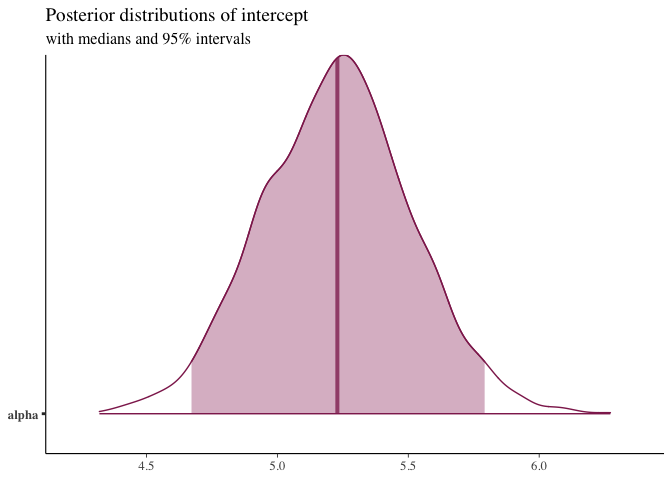 Posterior distributions of intercept
with medians and 95% intervals
alpha
4.5 5.0 5.5 6.0